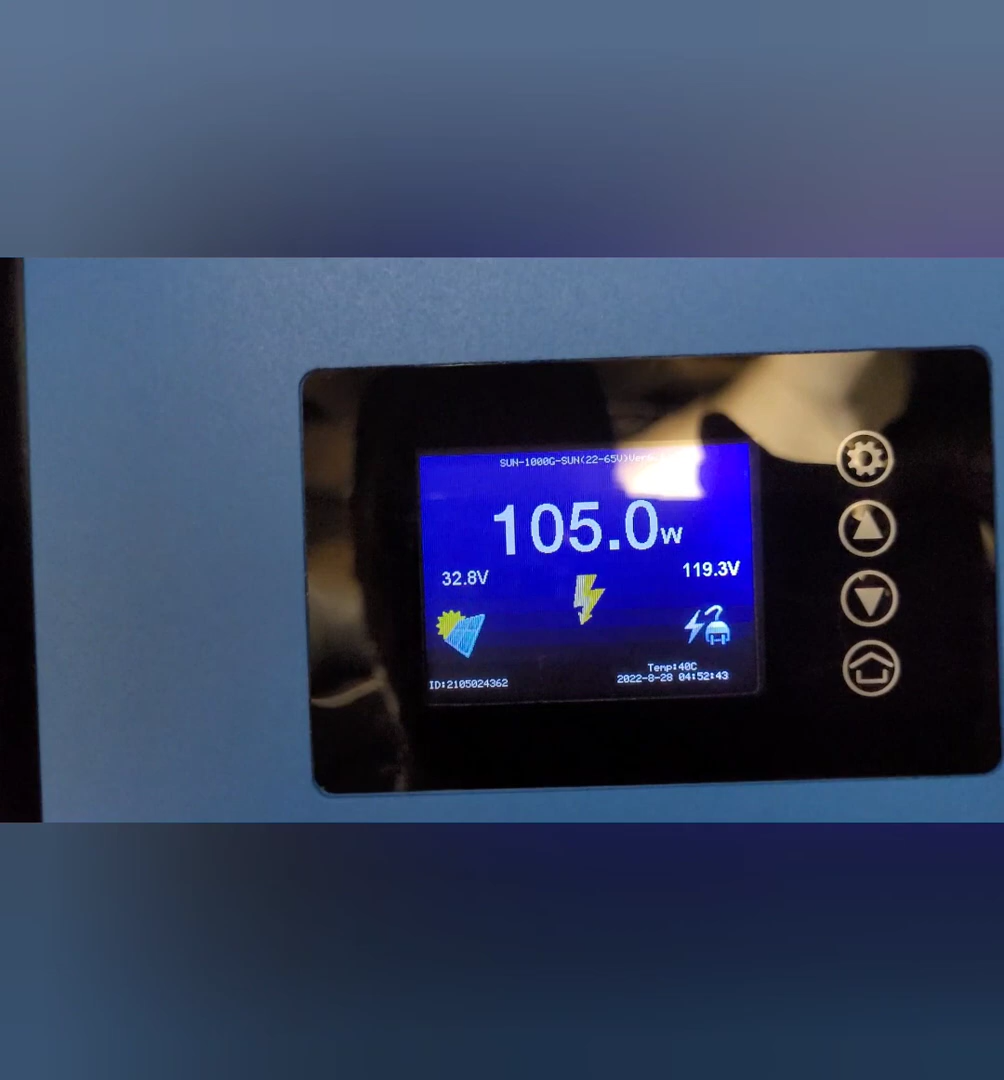 SUN-1000G-SUN(22-65V)Ver
105.0W
32.8V
119.3V
Temp:40C
ID:2105024362
2022-8-28 04:52:43